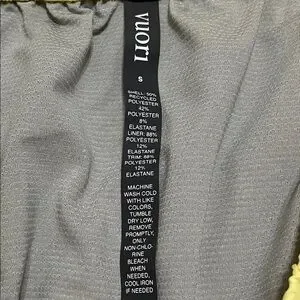 vuori
S
SHELL: 50%
RECYCLED
POLYESTER
42%
POLYESTER
8%
ELASTANE
LINER: 88%
POLYESTER
12%
ELASTANE
TRIM: 88%
POLYESTER
12%
ELASTANE
MACHINE
WASH COLD
WITH LIKE
COLORS,
TUMBLE
DRY LOW,
REMOVE
PROMPTLY,
ONLY
NON-CHLO-
RINE
BLEACH
WHEN
NEEDED,
COOL IRON
IF NEEDED